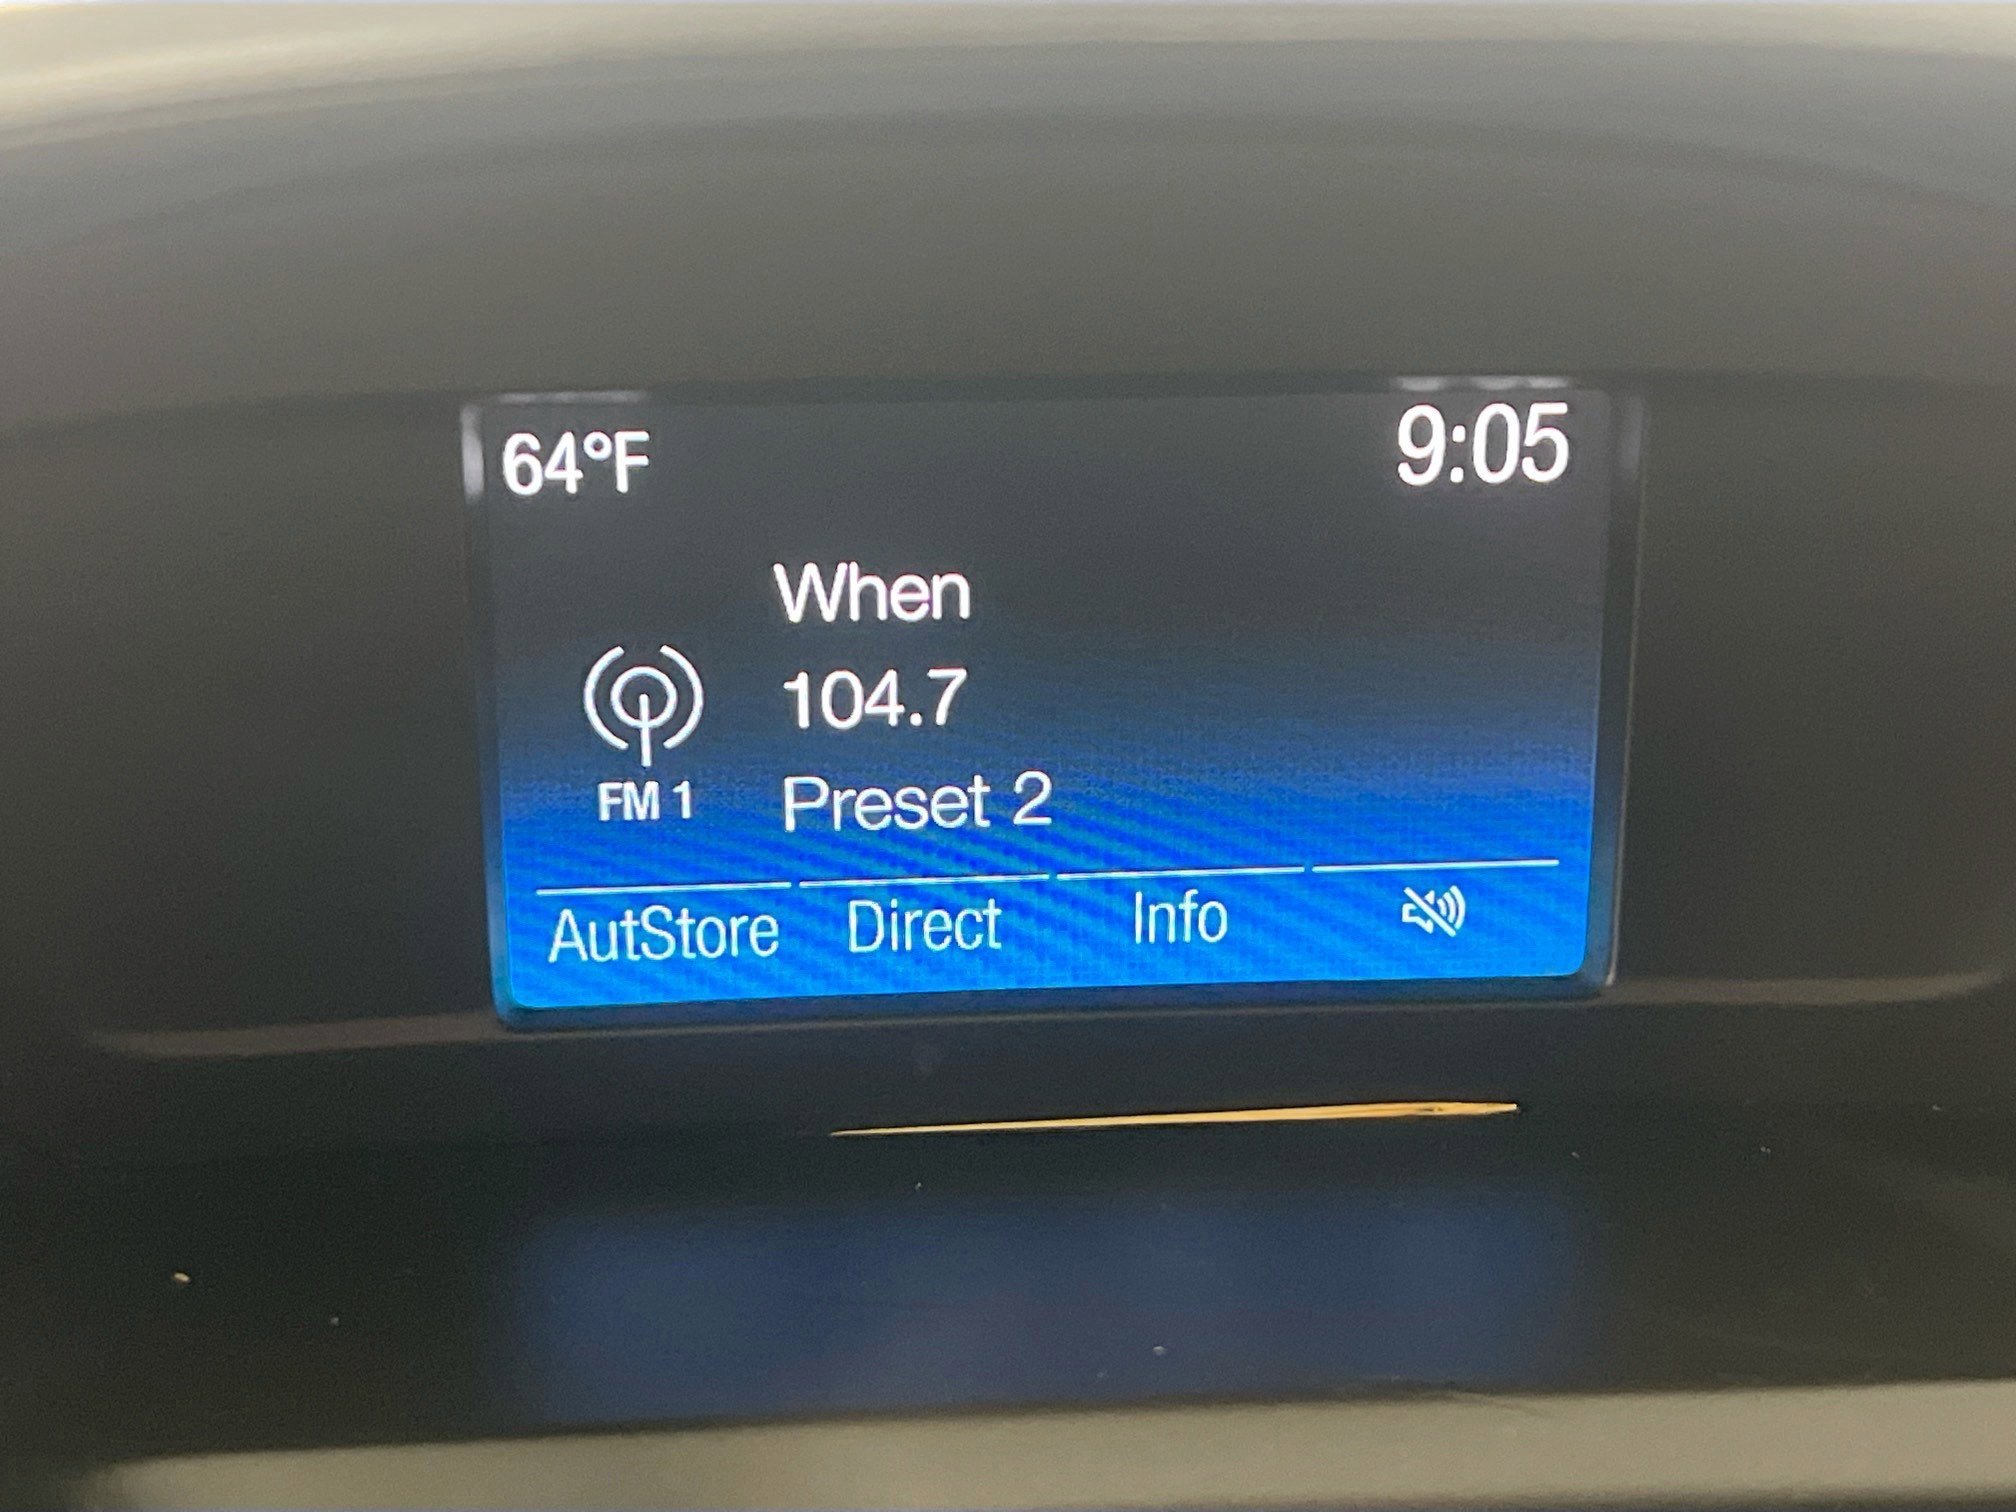 64°F 9:05
When
104.7
FM 1 Preset 2
AutStore Direct Info